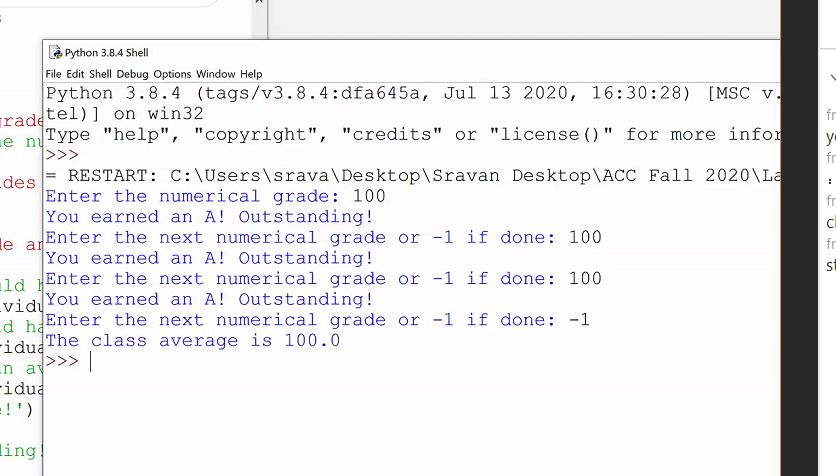 Python 3.8.4 Shell
File Edit Shell Debug Options Window Help
Python 3.8.4 (tags/v3.8.4:dfa645a, Jul 13 2020, 16:30:28) [MSC v.
tel)] on win32
Type "help", "copyright", "credits" or "license()" for more infor
>>>
= RESTART: C:\Users\srava\Desktop\Sravan Desktop\ACC Fall 2020\La
Enter the numerical grade: 100
You earned an A! Outstanding!
Enter the next numerical grade or -1 if done: 100
You earned an A! Outstanding!
Enter the next numerical grade or -1 if done: 100
You earned an A! Outstanding!
Enter the next numerical grade or -1 if done: -1
The class average is 100.0
>>>